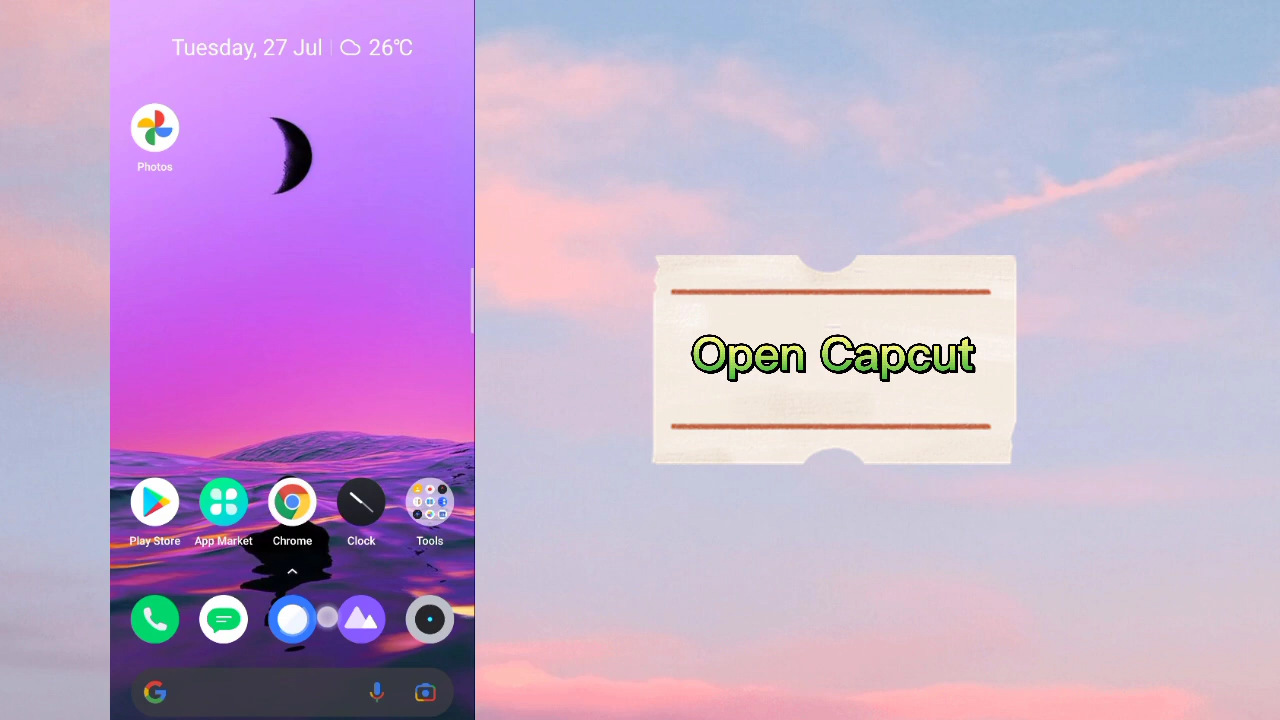 Tuesday, 27 Jul 26°C
Photos
Open Capcut
Play Store App Market Chrome Clock Tools